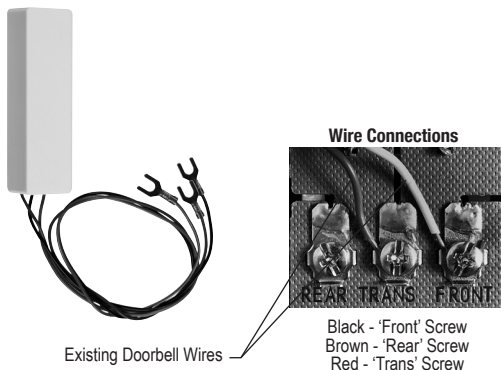 Wire Connections
REAR TRANS FRONT
Black - ‘Front’ Screw
Brown - ‘Rear’ Screw
Red - ‘Trans’ Screw
Existing Doorbell Wires